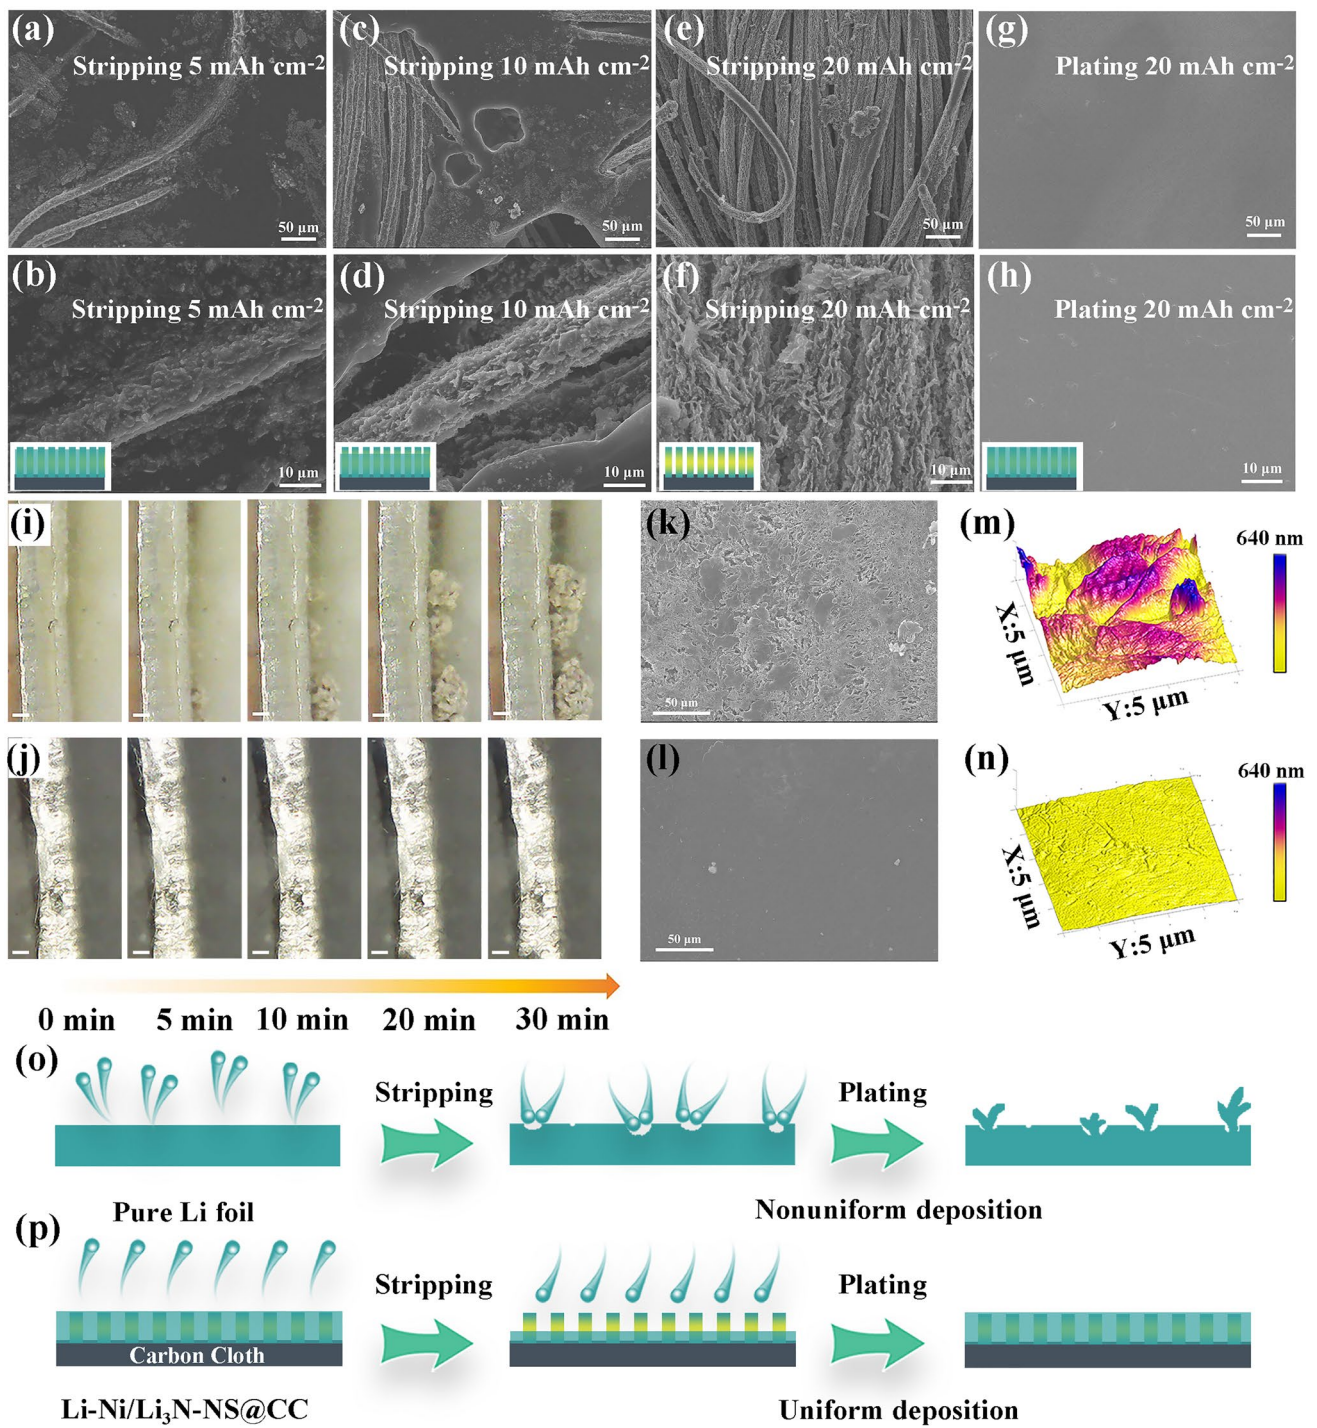 (a)
Stripping 5 mAh cm-2
50 μm
(c)
Stripping 10 mAh cm-2
50 μm
(e)
Stripping 20 mAh cm-2
50 μm
(g)
Plating 20 mAh cm-2
50 μm
(b)
Stripping 5 mAh cm-2
10 μm
(d)
Stripping 10 mAh cm-2
10 μm
(f)
Stripping 20 mAh cm-2
10 μm
(h)
Plating 20 mAh cm-2
10 μm
(i)
(k)
50 μm
(m)
640 nm
X:5 μm
Y:5 μm
(j)
(l)
50 μm
(n)
640 nm
X:5 μm
Y:5 μm
0 min 5 min 10 min 20 min 30 min
(o)
Stripping
Plating
Pure Li foil
Nonuniform deposition
(p)
Stripping
Plating
Carbon Cloth
Li-Ni/Li3N-NS@CC
Uniform deposition